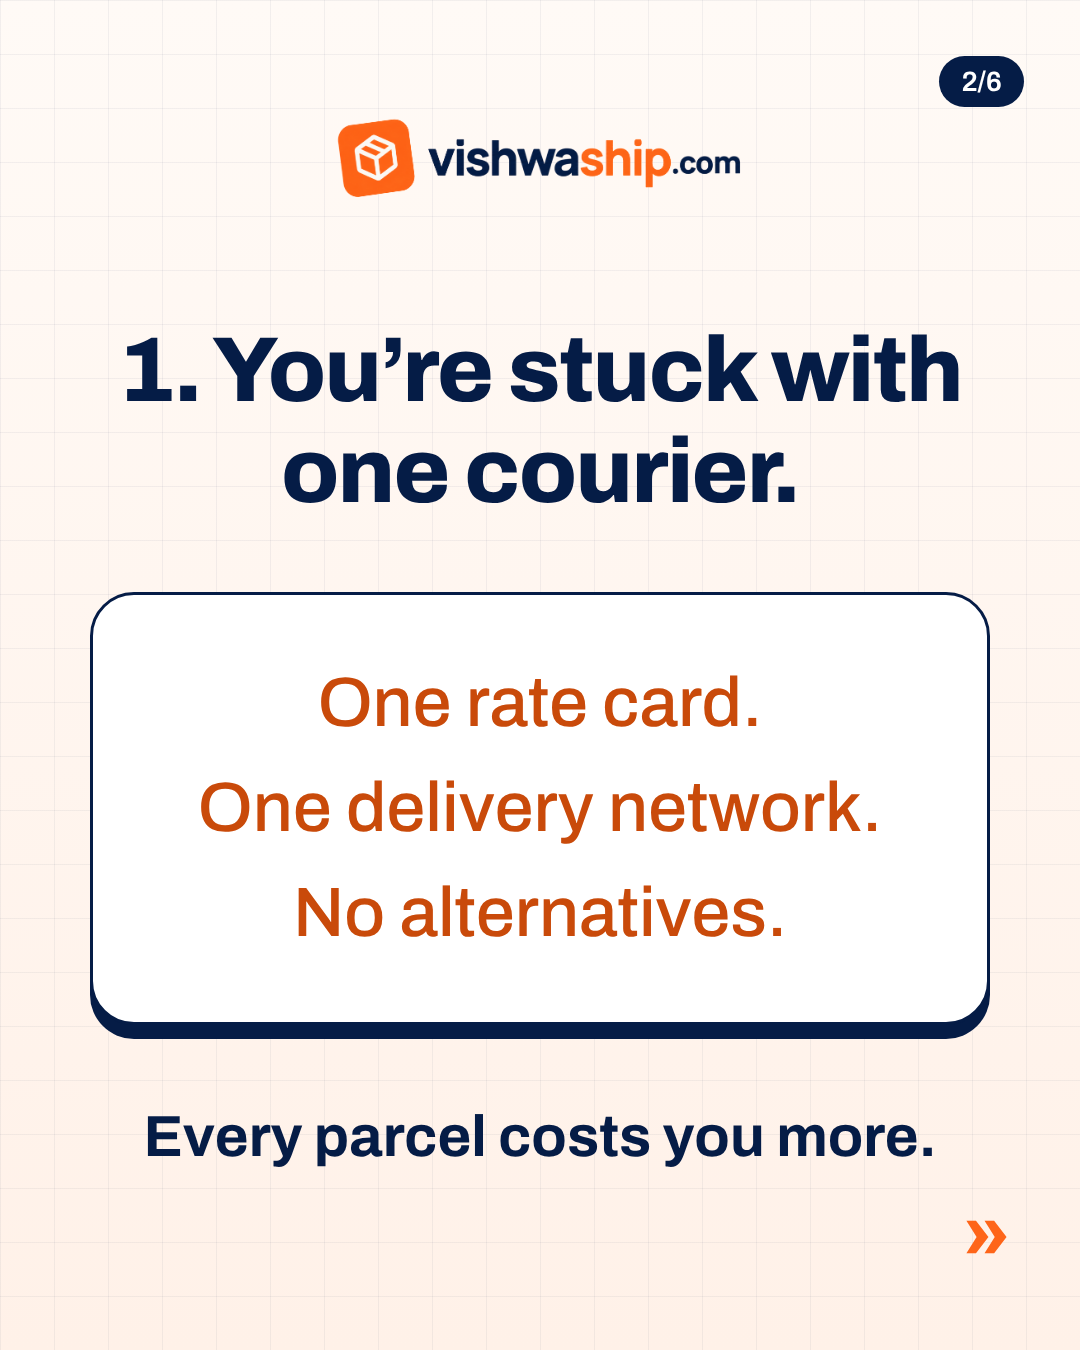 2/6
vishwaship.com
1. You’re stuck with
one courier.
One rate card.
One delivery network.
No alternatives.
Every parcel costs you more.
»